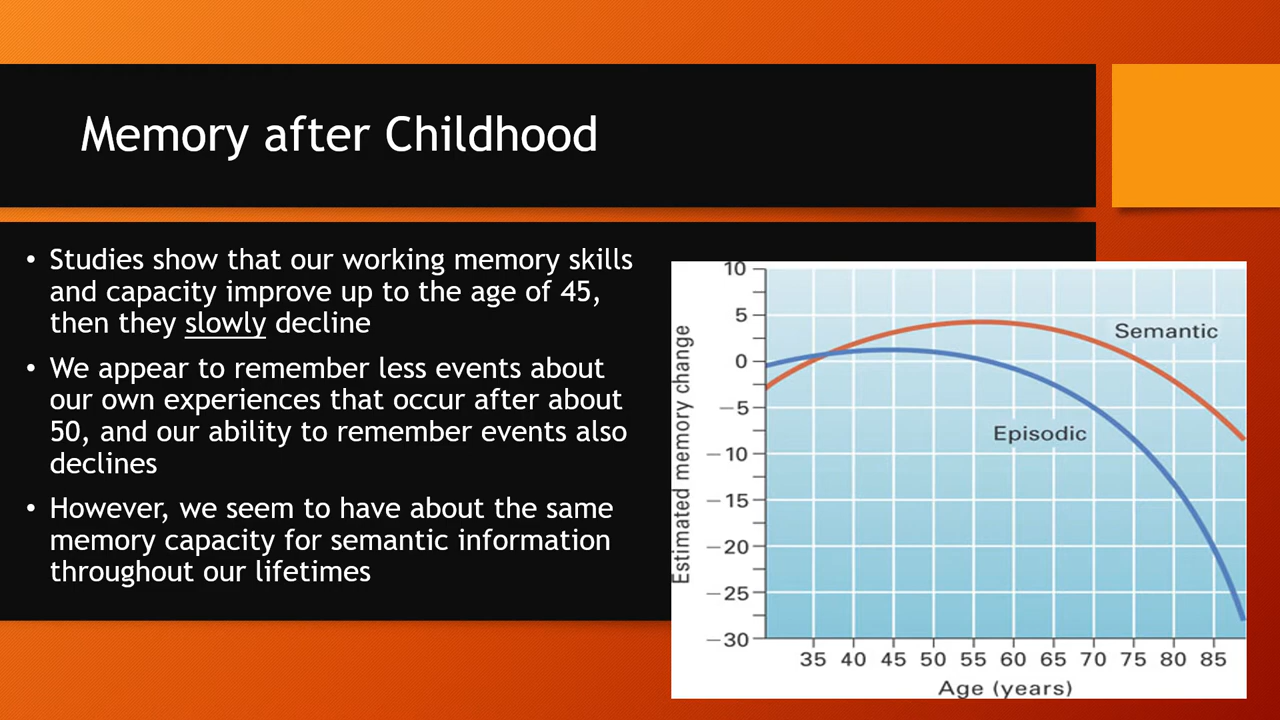 Memory after Childhood
• Studies show that our working memory skills
and capacity improve up to the age of 45,
then they slowly decline
• We appear to remember less events about
our own experiences that occur after about
50, and our ability to remember events also
declines
• However, we seem to have about the same
memory capacity for semantic information
throughout our lifetimes
Estimated memory change
10
5
0
−5
−10
−15
−20
−25
−30
Semantic
Episodic
35 40 45 50 55 60 65 70 75 80 85
Age (years)